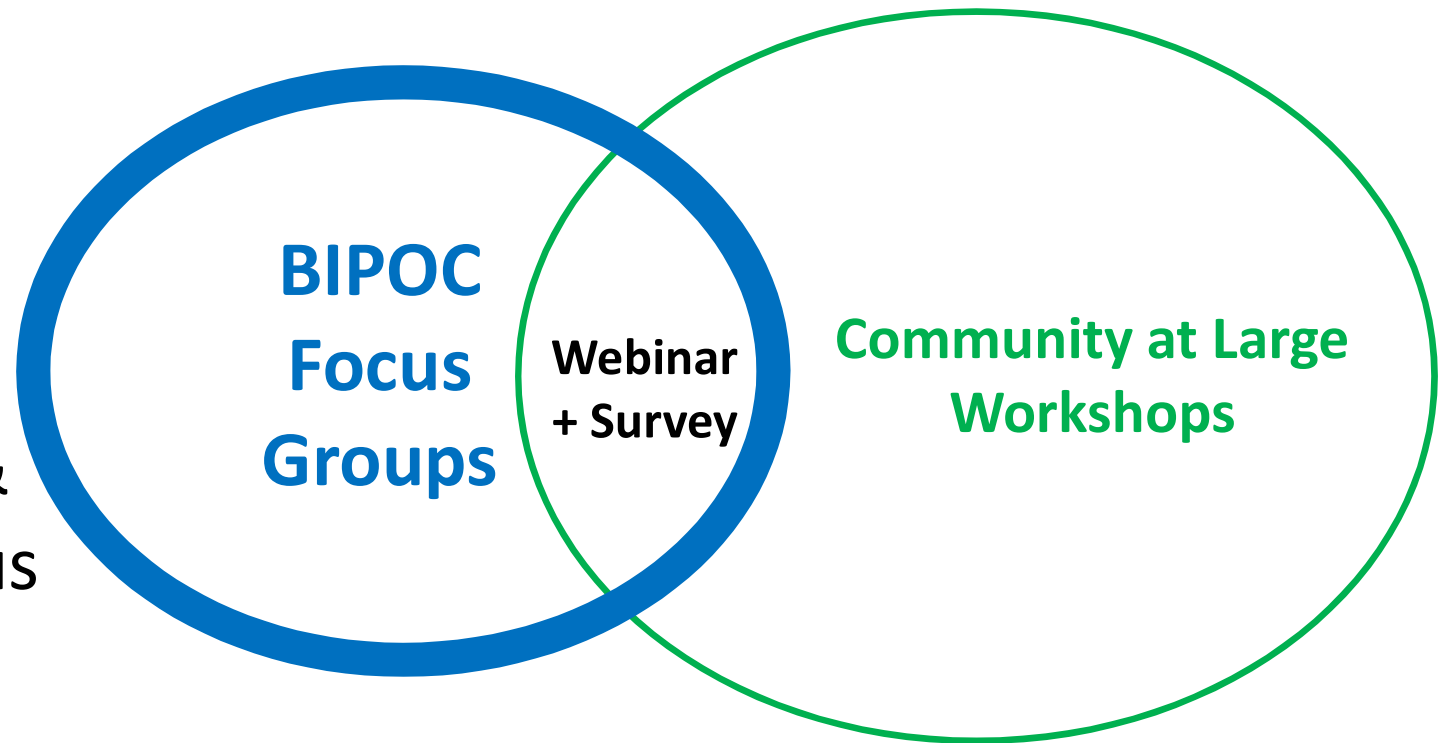 BIPOC
Focus
Groups
Webinar
+ Survey
Community at Large
Workshops
&